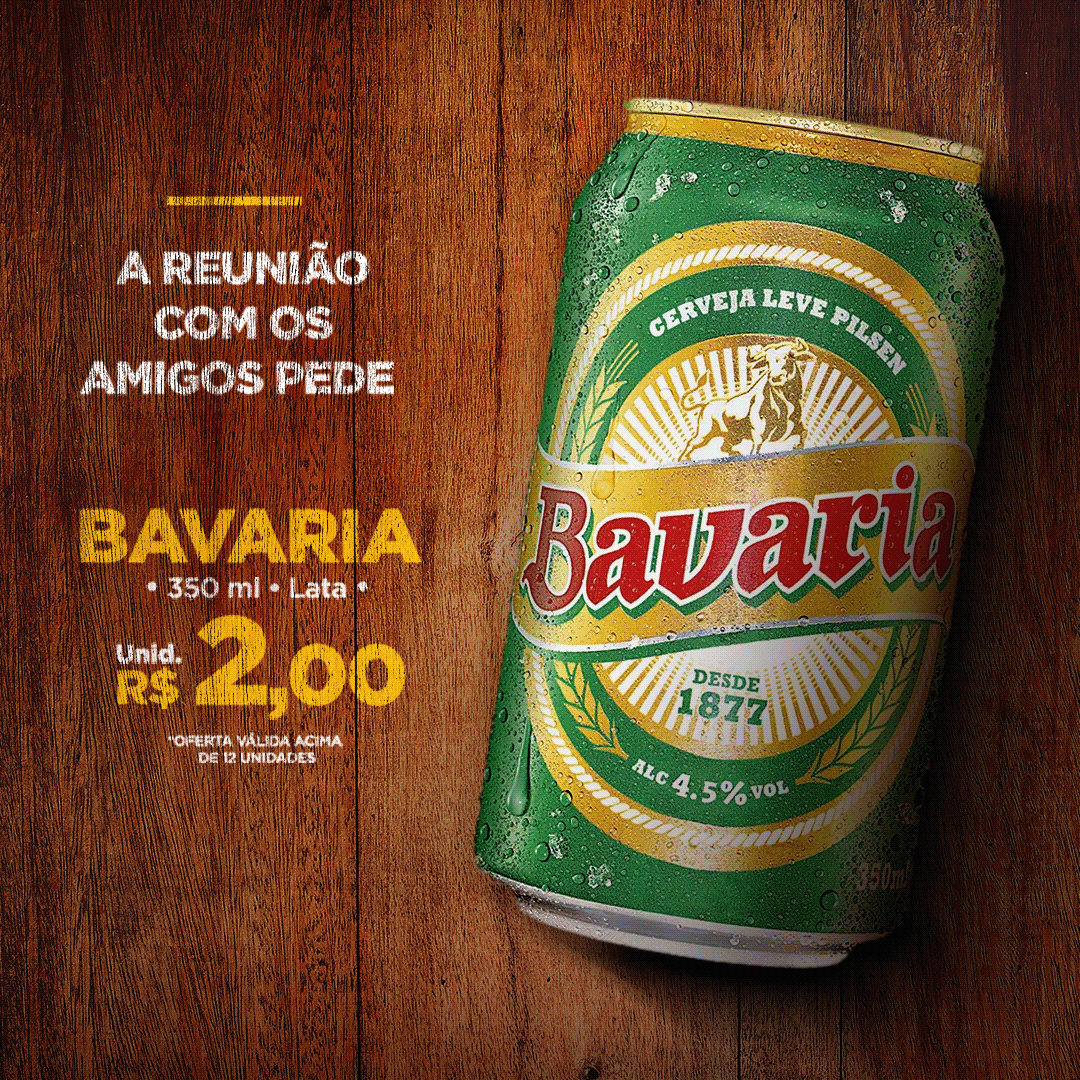 A REUNIÃO
COM OS
AMIGOS PEDE
BAVARIA
• 350 ml • Lata •
Unid.
R$ 2,00
*OFERTA VÁLIDA ACIMA
DE 12 UNIDADES
CERVEJA LEVE PILSEN
Bavaria
DESDE
1877
ALC 4.5% VOL
350ml